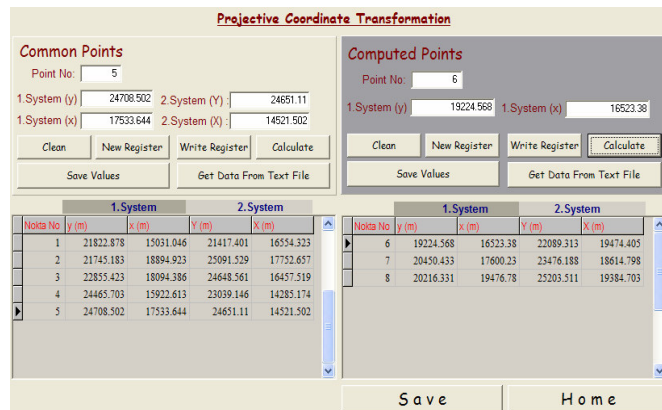 Projective Coordinate Transformation
Common Points
Point No: 5
1.System (y) 24708.502 2.System (Y) : 24651.11
1.System (x) 17533.644 2.System (X) : 14521.502
Clean New Register Write Register Calculate
Save Values Get Data From Text File
1.System 2.System
Nokta No y (m) x (m) Y (m) X (m)
1 21822.878 15031.046 21417.401 16554.323
2 21745.183 18894.923 25091.529 17752.657
3 22855.423 18094.386 24648.561 16457.519
4 24465.703 15922.613 23039.146 14285.174
5 24708.502 17533.644 24651.11 14521.502
Computed Points
Point No: 6
1.System (y) 19224.568 1.System (x) 16523.38
Clean New Register Write Register Calculate
Save Values Get Data From Text File
1.System 2.System
Nokta No y (m) x (m) Y (m) X (m)
6 19224.568 16523.38 22089.313 19474.405
7 20450.433 17600.23 23476.188 18614.798
8 20216.331 19476.78 25203.511 19384.703
Save Home